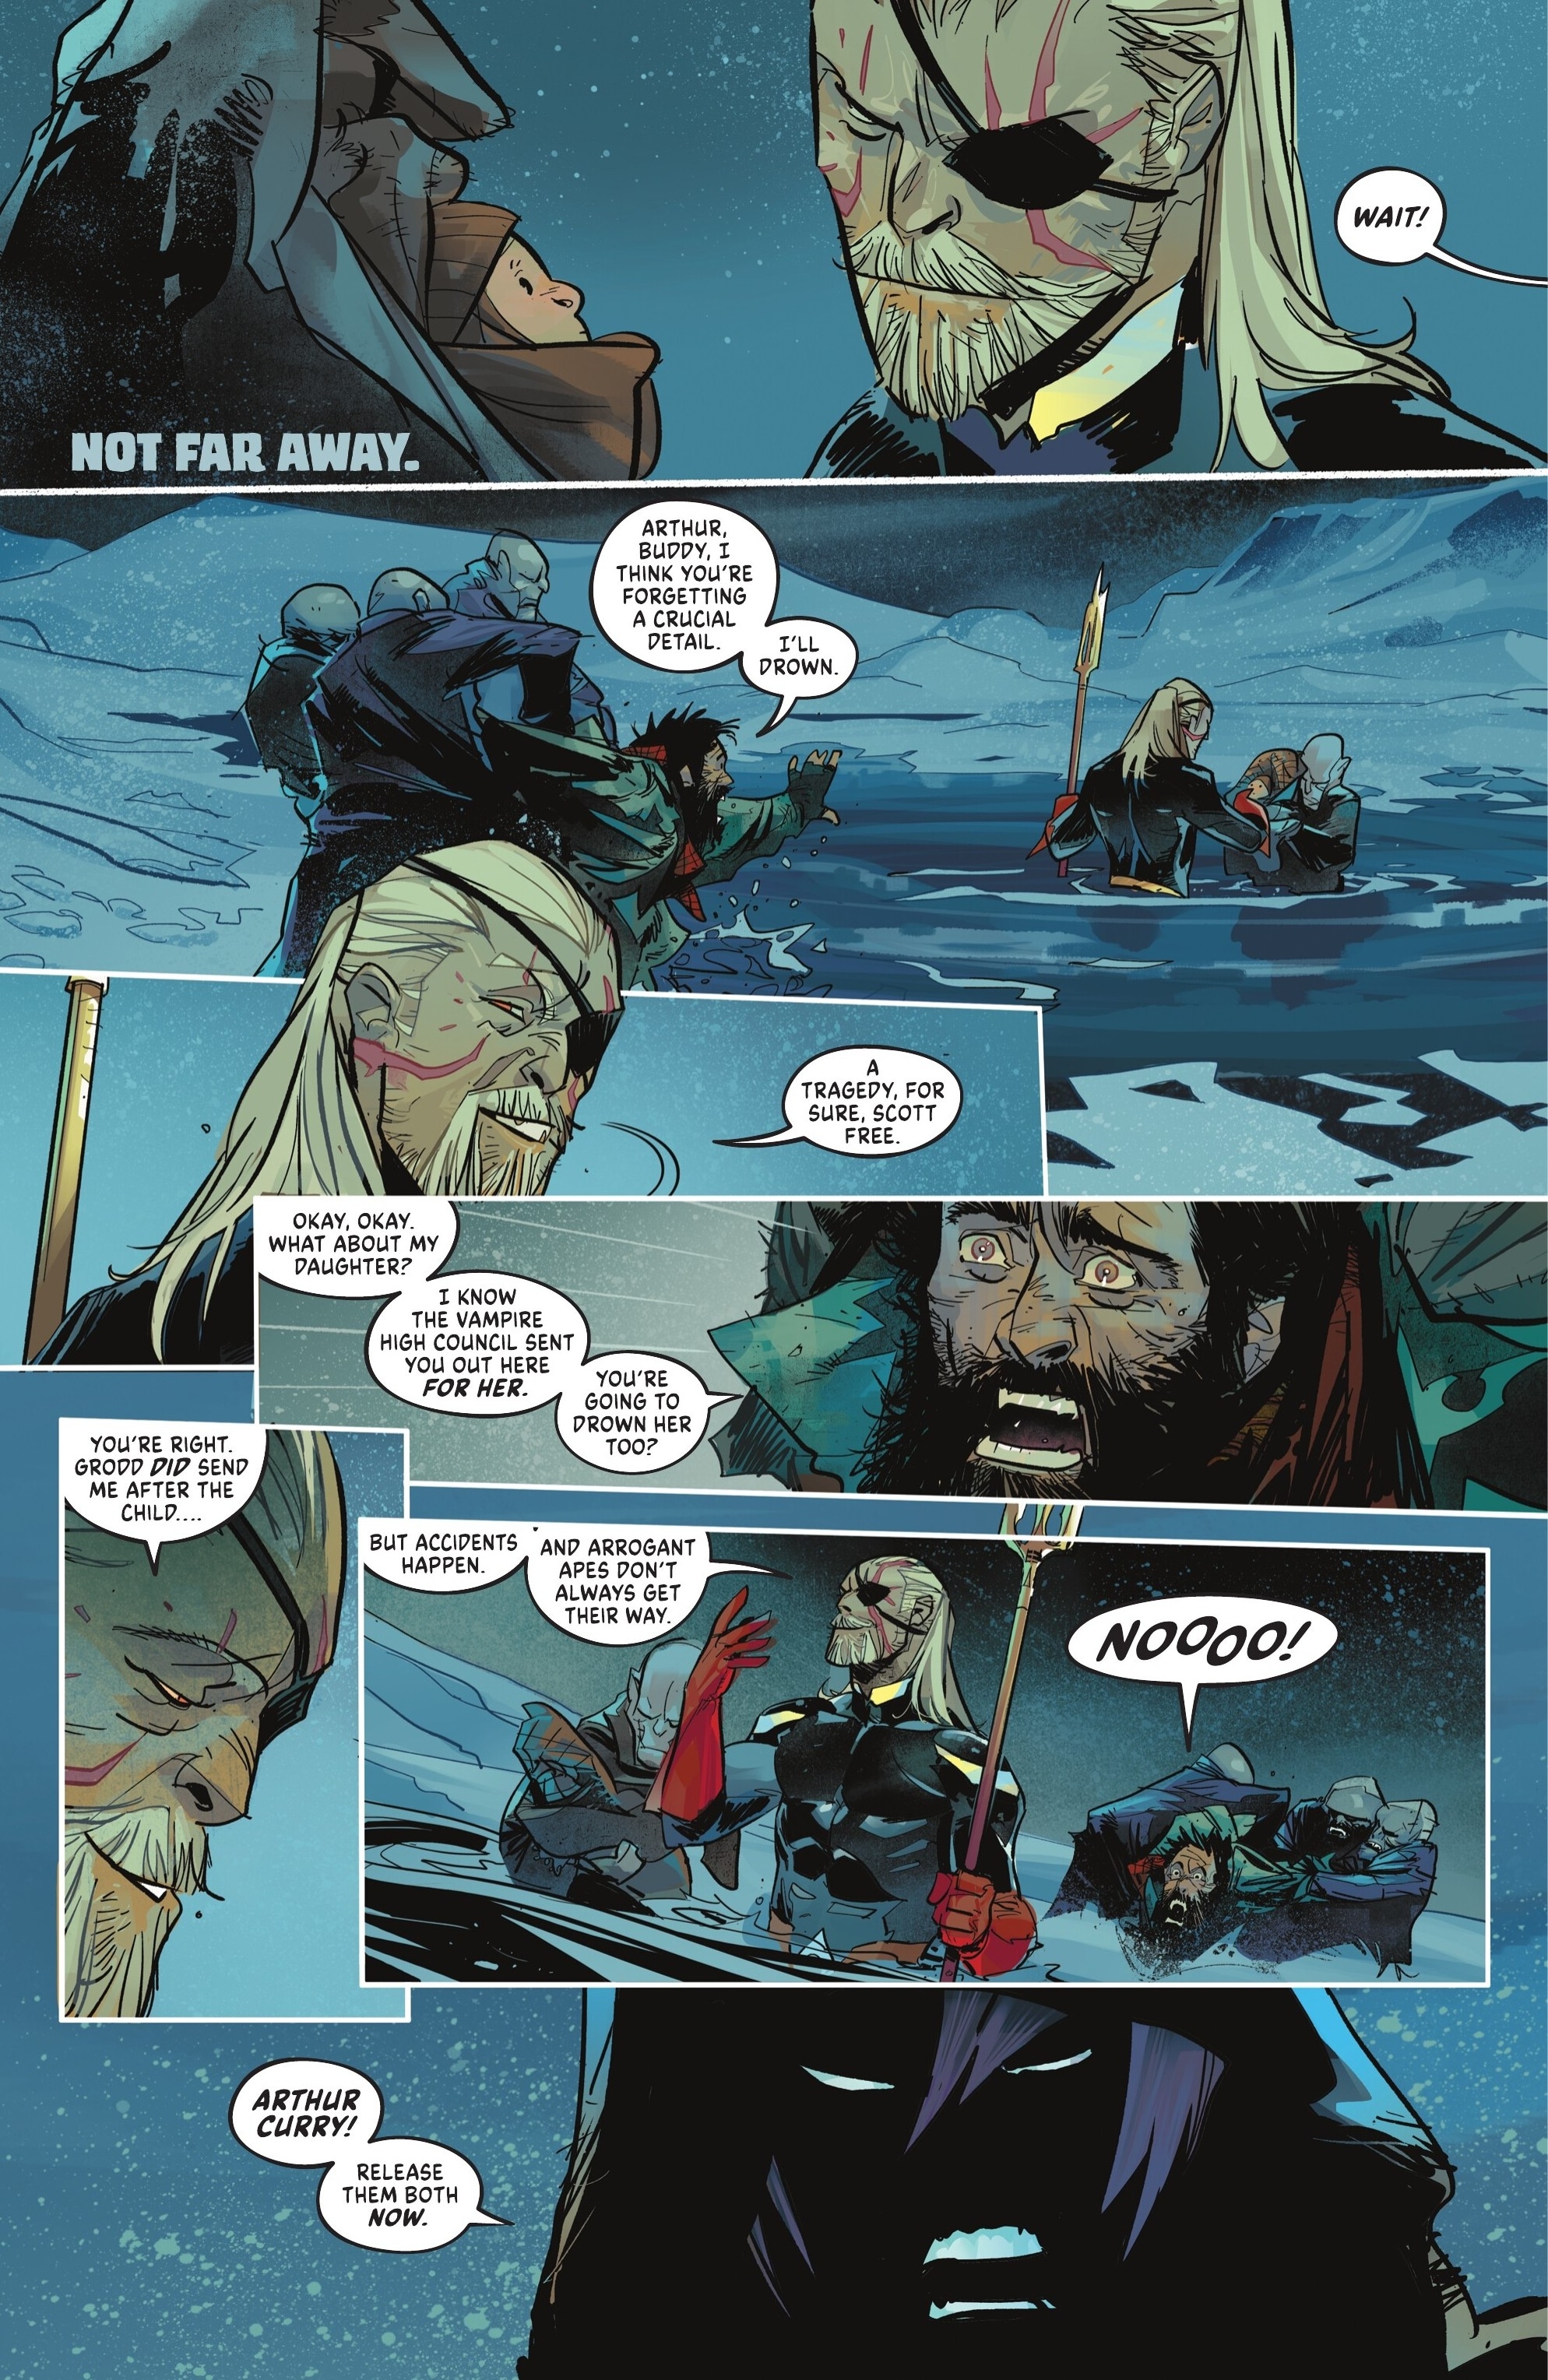 WAIT!
NOT FAR AWAY.
ARTHUR,
BUDDY, I
THINK YOU'RE
FORGETTING
A CRUCIAL
DETAIL.
I'LL
DROWN.
A
TRAGEDY, FOR
SURE, SCOTT
FREE.
OKAY, OKAY.
WHAT ABOUT MY
DAUGHTER?
I KNOW
THE VAMPIRE
HIGH COUNCIL SENT
YOU OUT HERE
FOR HER.
YOU'RE
GOING TO
DROWN HER
TOO?
YOU'RE RIGHT.
GRODD DID SEND
ME AFTER THE
CHILD....
BUT ACCIDENTS
HAPPEN.
AND ARROGANT
APES DON'T
ALWAYS GET
THEIR WAY.
NOOOO!
ARTHUR
CURRY!
RELEASE
THEM BOTH
NOW.